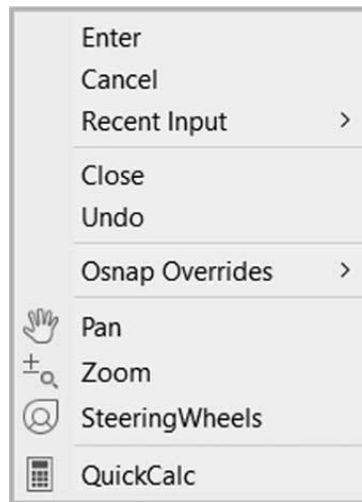 Enter
Cancel
Recent Input
Close
Undo
Osnap Overrides
Pan
Zoom
SteeringWheels
QuickCalc